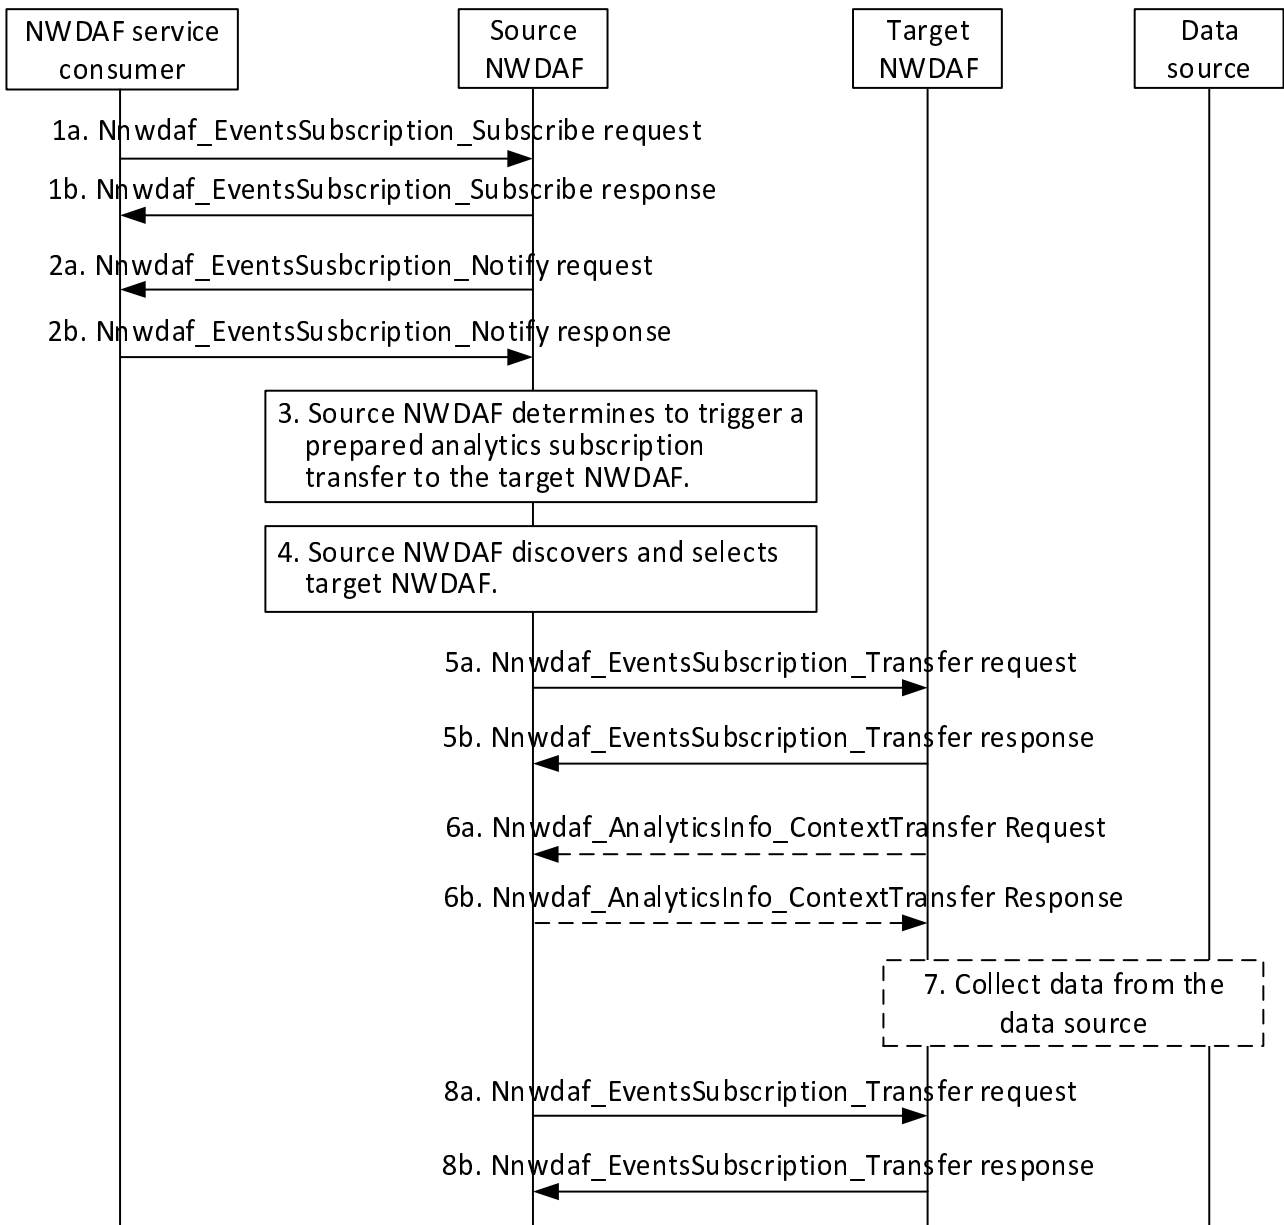 NWDAF service
consumer
Source
NWDAF
Target
NWDAF
Data
source
1a. Nnwdaf_EventsSubscription_Subscribe request
1b. Nnwdaf_EventsSubscription_Subscribe response
2a. Nnwdaf_EventsSusbcription_Notify request
2b. Nnwdaf_EventsSusbcription_Notify response
3. Source NWDAF determines to trigger a
prepared analytics subscription
transfer to the target NWDAF.
4. Source NWDAF discovers and selects
target NWDAF.
5a. Nnwdaf_EventsSubscription_Transfer request
5b. Nnwdaf_EventsSubscription_Transfer response
6a. Nnwdaf_AnalyticsInfo_ContextTransfer Request
6b. Nnwdaf_AnalyticsInfo_ContextTransfer Response
7. Collect data from the
data source
8a. Nnwdaf_EventsSubscription_Transfer request
8b. Nnwdaf_EventsSubscription_Transfer response